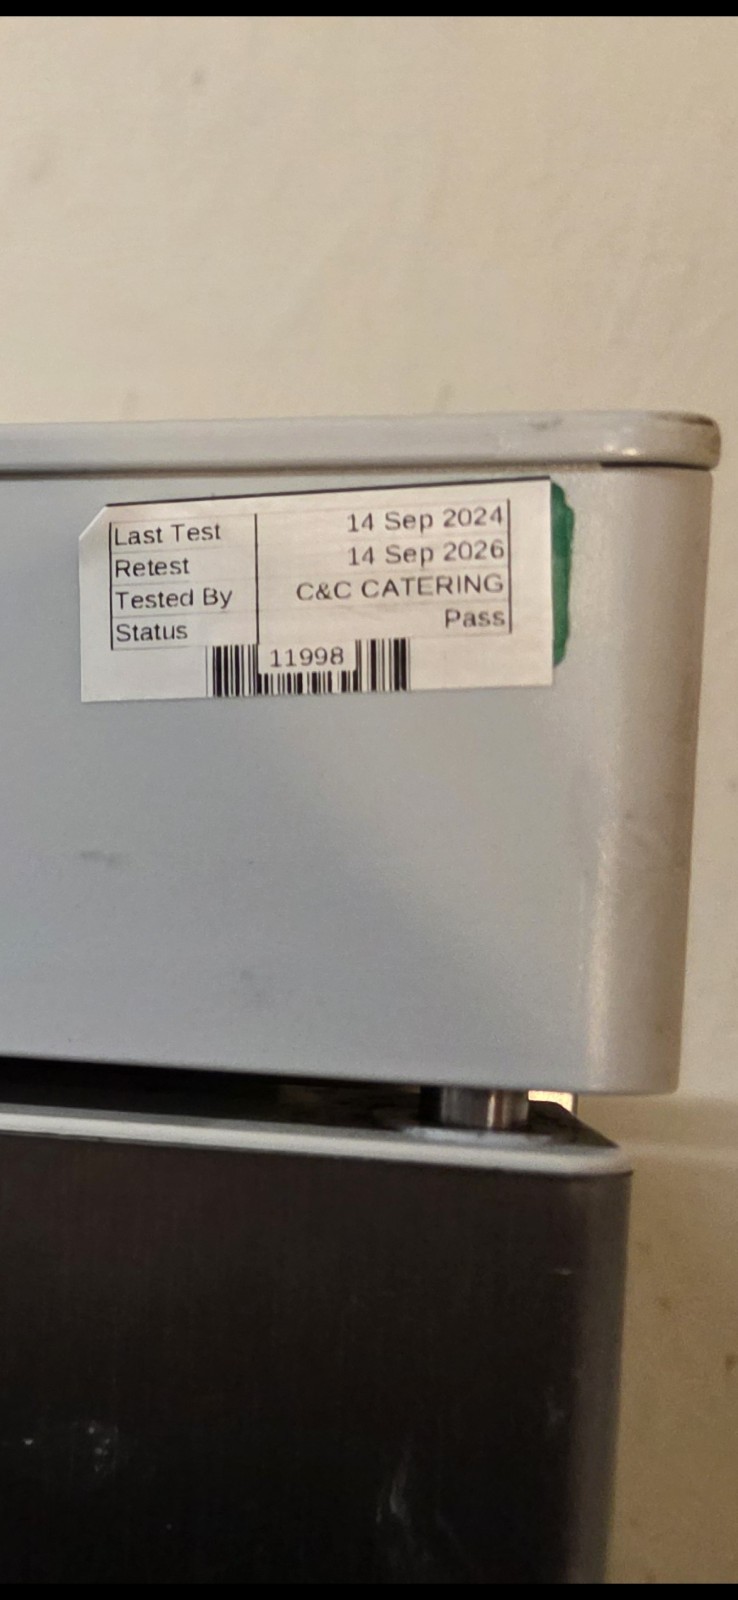 Last Test 14 Sep 2024
Retest 14 Sep 2026
Tested By C&C CATERING
Status Pass
11998